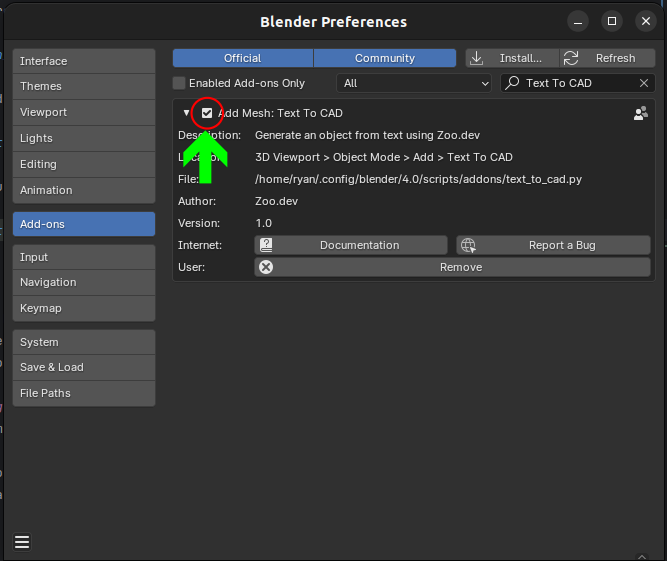 Blender Preferences
Interface
Themes
Viewport
Lights
Editing
Animation
Add-ons
Input
Navigation
Keymap
System
Save & Load
File Paths
Official Community Install... Refresh
Enabled Add-ons Only All Text To CAD
Add Mesh: Text To CAD
Description: Generate an object from text using Zoo.dev
3D Viewport > Object Mode > Add > Text To CAD
File: /home/ryan/.config/blender/4.0/scripts/addons/text_to_cad.py
Author: Zoo.dev
Version: 1.0
Internet: Documentation Report a Bug
User: Remove